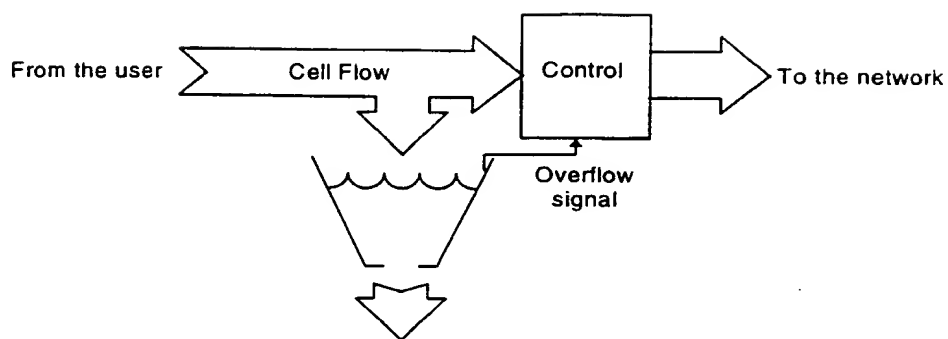 From the user
Cell Flow
Control
To the network
Overflow
signal